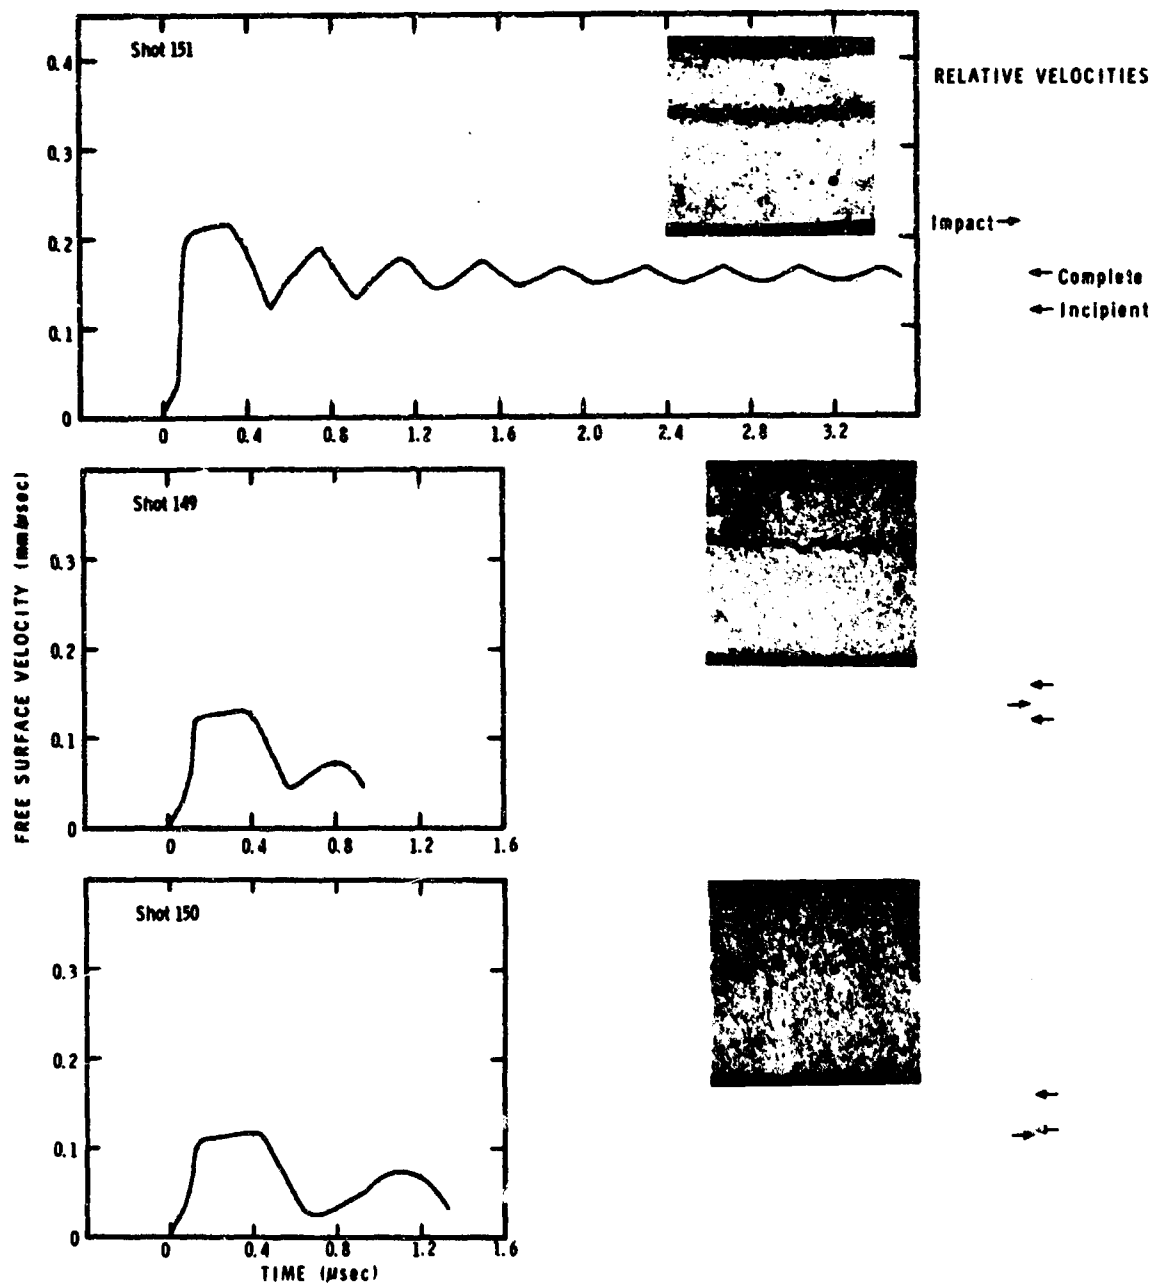 Shot 151
RELATIVE VELOCITIES
0.4
0.3
0.2
0.1
0
Impact→
←Complete
←Incipient
0 0.4 0.8 1.2 1.6 2.0 2.4 2.8 3.2
FREE SURFACE VELOCITY (mm/μsec)
Shot 149
0.3
0.2
0.1
0
0 0.4 0.8 1.2 1.6
Shot 150
0.3
0.2
0.1
0
0 0.4 0.8 1.2 1.6
TIME (μsec)